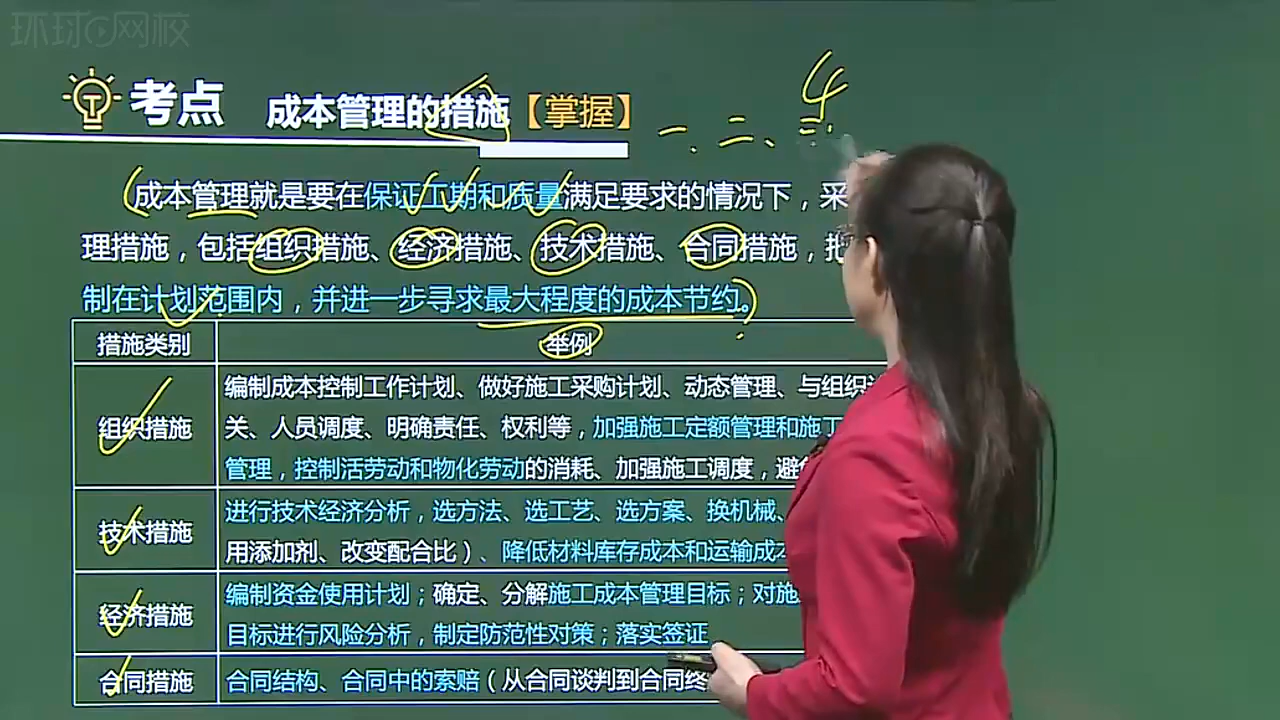 环球网校
考点 成本管理的措施【掌握】
4
一、二、三
成本管理就是要在保证工期和质量满足要求的情况下，采
理措施，包括组织措施、经济措施、技术措施、合同措施，把
制在计划范围内，并进一步寻求最大程度的成本节约。
措施类别 举例
组织措施 编制成本控制工作计划、做好施工采购计划、动态管理、与组织
关、人员调度、明确责任、权利等，加强施工定额管理和施工
管理，控制活劳动和物化劳动的消耗、加强施工调度，避
技术措施 进行技术经济分析，选方法、选工艺、选方案、换机械、
用添加剂、改变配合比）、降低材料库存成本和运输成本
经济措施 编制资金使用计划；确定、分解施工成本管理目标；对施
目标进行风险分析，制定防范性对策；落实签证
合同措施 合同结构、合同中的索赔（从合同谈判到合同终